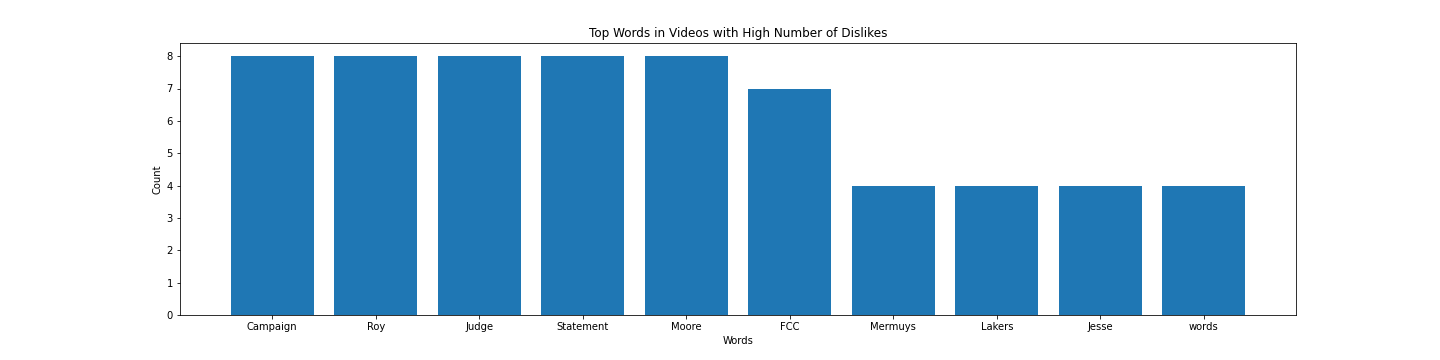 Top Words in Videos with High Number of Dislikes
8
7
6
5
4
3
2
1
0
Count
Campaign Roy Judge Statement Moore FCC Mermuys Lakers Jesse words
Words